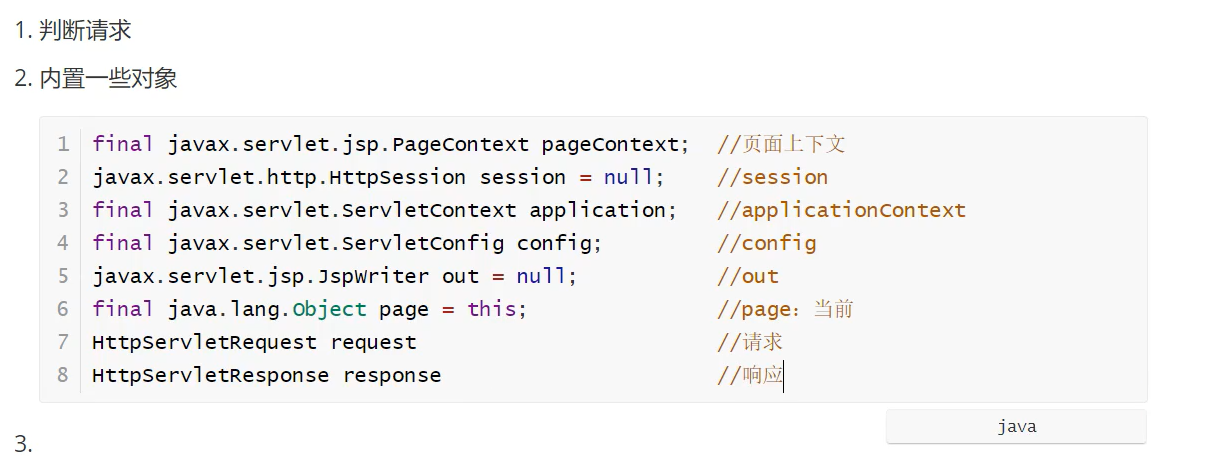 1. 判断请求
2. 内置一些对象
1 final javax.servlet.jsp.PageContext pageContext; //页面上下文
2 javax.servlet.http.HttpSession session = null; //session
3 final javax.servlet.ServletContext application; //applicationContext
4 final javax.servlet.ServletConfig config; //config
5 javax.servlet.jsp.JspWriter out = null; //out
6 final java.lang.Object page = this; //page：当前
7 HttpServletRequest request //请求
8 HttpServletResponse response //响应
java
3.